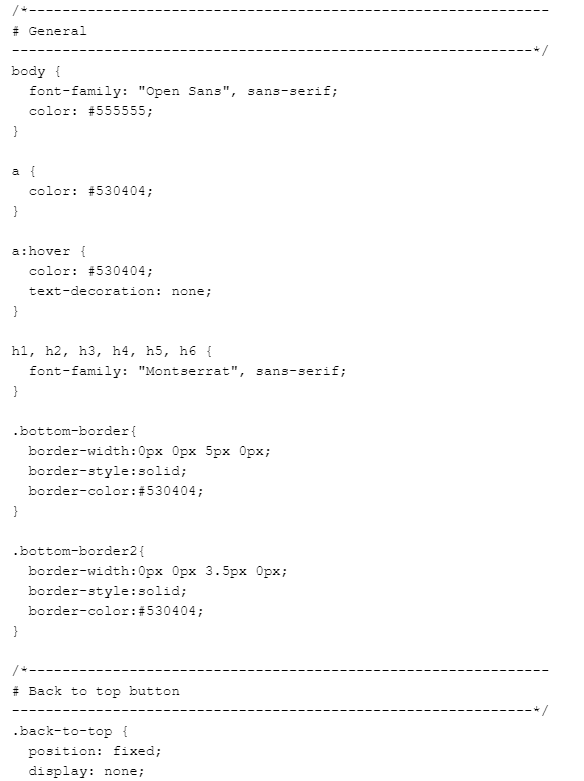 /*--------------------------------------------------------------
# General
--------------------------------------------------------------*/
body {
  font-family: "Open Sans", sans-serif;
  color: #555555;
}

a {
  color: #530404;
}

a:hover {
  color: #530404;
  text-decoration: none;
}

h1, h2, h3, h4, h5, h6 {
  font-family: "Montserrat", sans-serif;
}

.bottom-border{
  border-width:0px 0px 5px 0px;
  border-style:solid;
  border-color:#530404;
}

.bottom-border2{
  border-width:0px 0px 3.5px 0px;
  border-style:solid;
  border-color:#530404;
}

/*--------------------------------------------------------------
# Back to top button
--------------------------------------------------------------*/
.back-to-top {
  position: fixed;
  display: none;